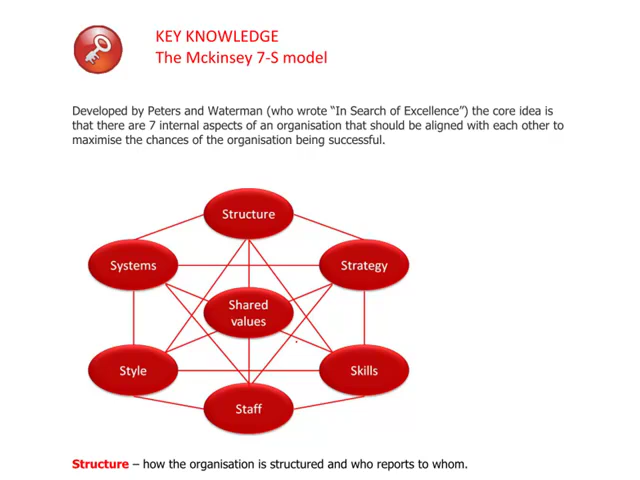 KEY KNOWLEDGE
The Mckinsey 7-S model
Developed by Peters and Waterman (who wrote “In Search of Excellence”) the core idea is
that there are 7 internal aspects of an organisation that should be aligned with each other to
maximise the chances of the organisation being successful.
Structure
Systems
Strategy
Shared
values
Style
Skills
Staff
Structure – how the organisation is structured and who reports to whom.